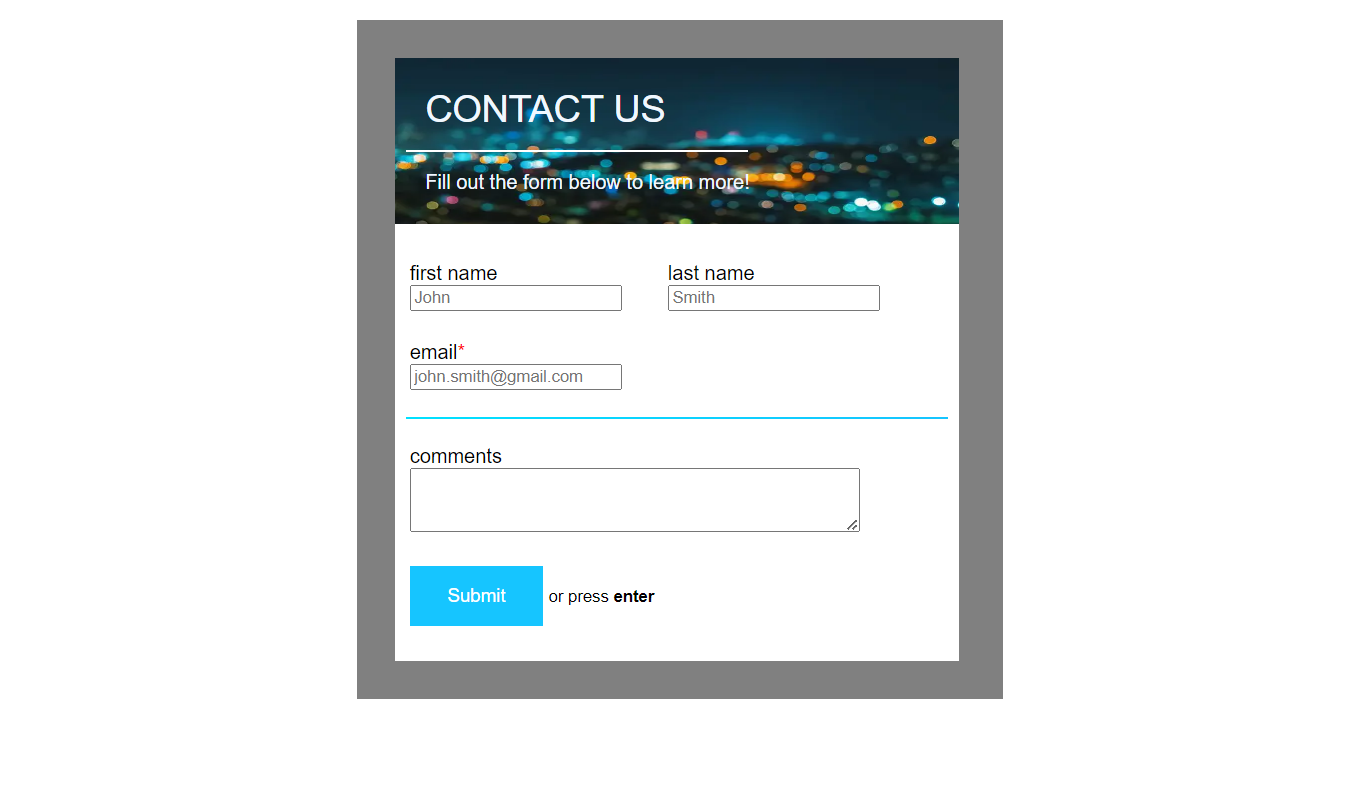 CONTACT US
Fill out the form below to learn more!
first name last name
John Smith
email*
john.smith@gmail.com
comments
Submit or press enter